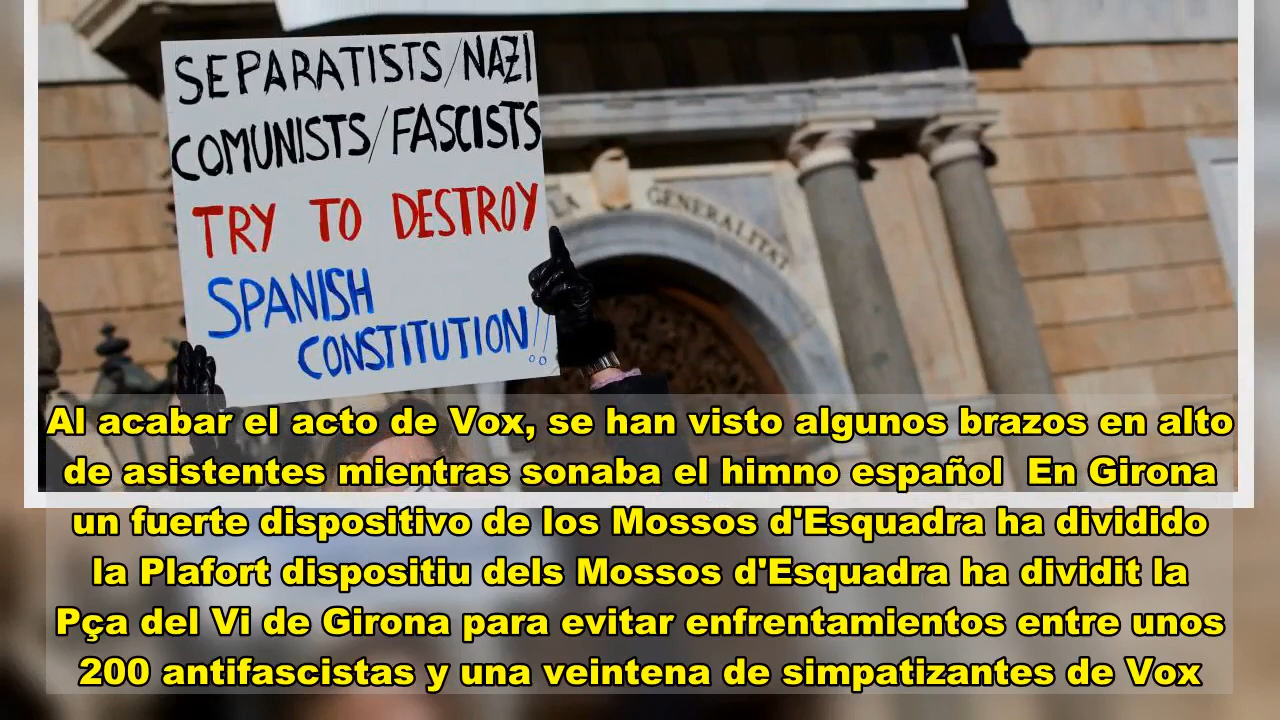 SEPARATISTS/NAZI
COMUNISTS/FASCISTS
TRY TO DESTROY
SPANISH
CONSTITUTION!!
LA GENERALITAT
Al acabar el acto de Vox, se han visto algunos brazos en alto
de asistentes mientras sonaba el himno español  En Girona
un fuerte dispositivo de los Mossos d'Esquadra ha dividido
la Plafort dispositiu dels Mossos d'Esquadra ha dividit la
Pça del Vi de Girona para evitar enfrentamientos entre unos
200 antifascistas y una veintena de simpatizantes de Vox